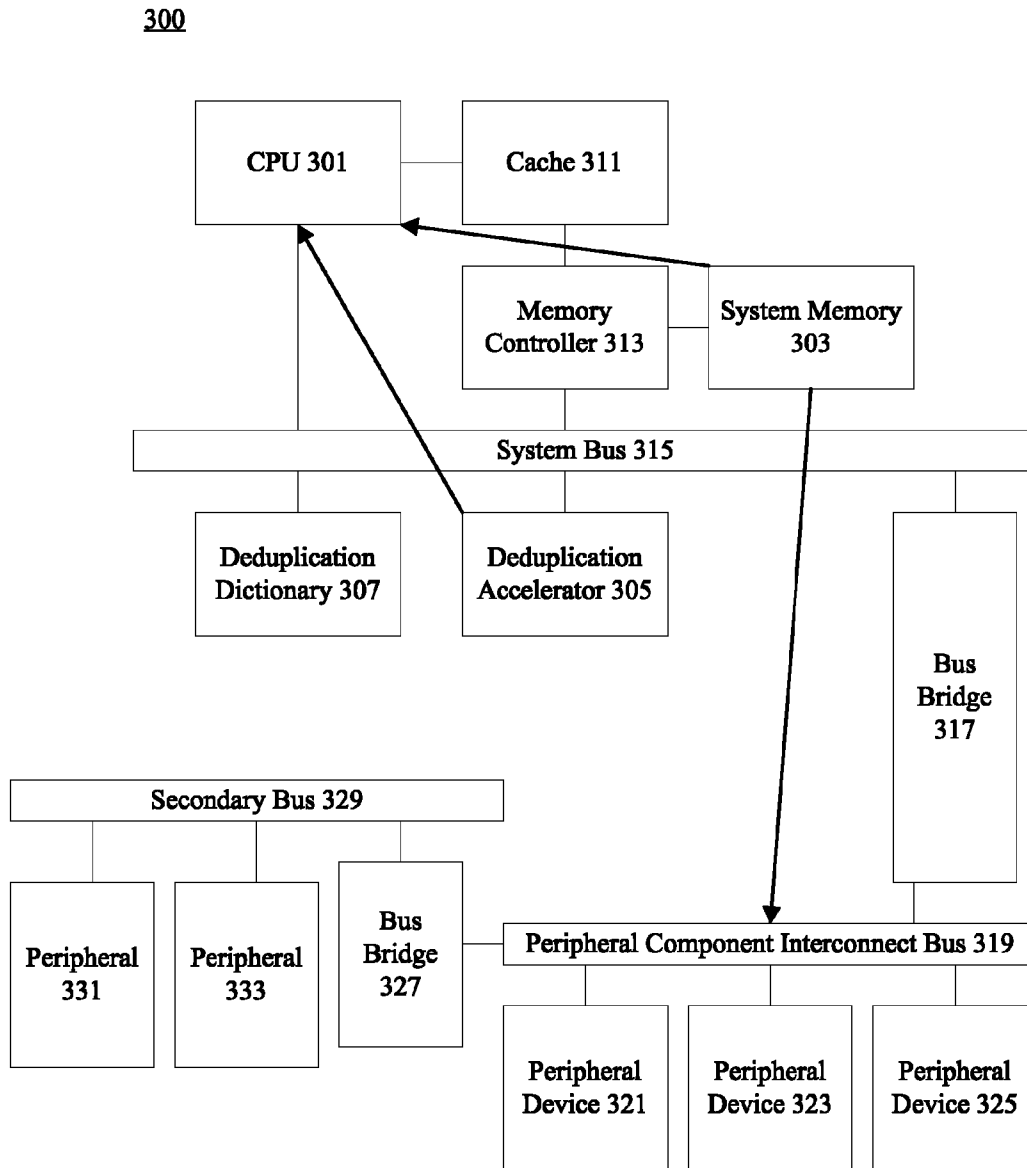 300
CPU 301
Cache 311
Memory
Controller 313
System Memory
303
System Bus 315
Deduplication
Dictionary 307
Deduplication
Accelerator 305
Bus
Bridge
317
Secondary Bus 329
Peripheral
331
Peripheral
333
Bus
Bridge
327
Peripheral Component Interconnect Bus 319
Peripheral
Device 321
Peripheral
Device 323
Peripheral
Device 325